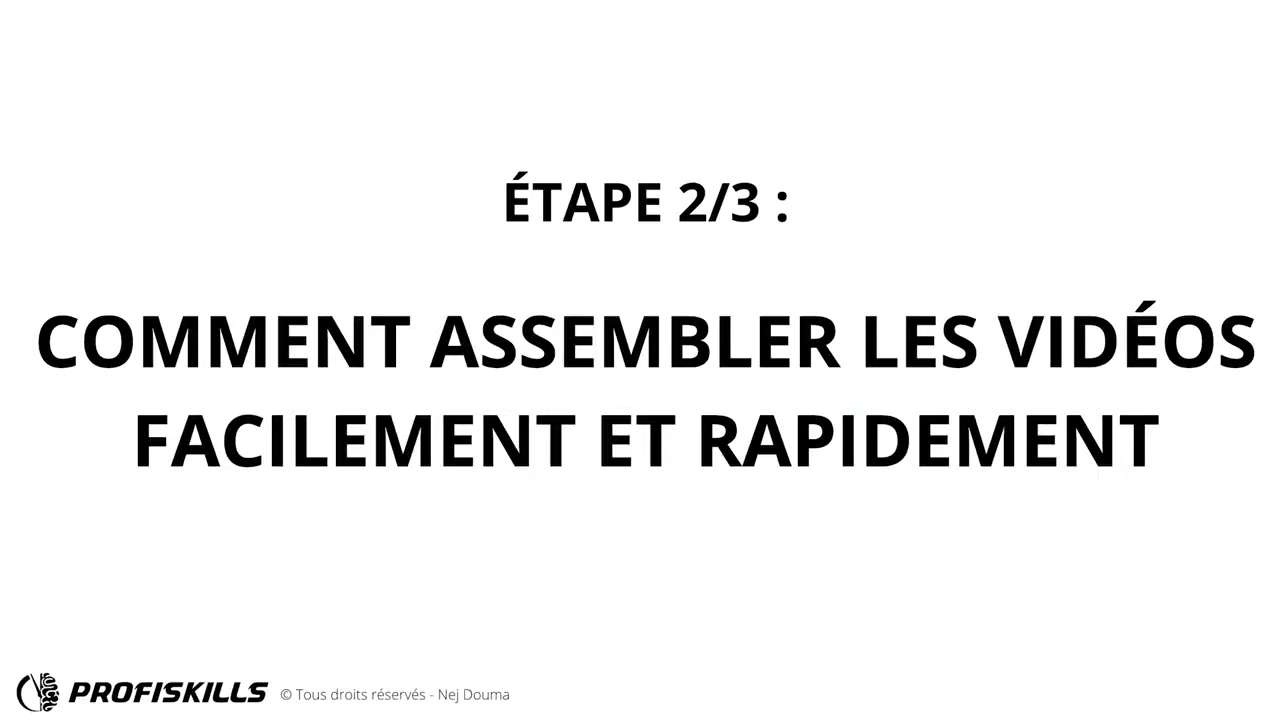 ÉTAPE 2/3 :
COMMENT ASSEMBLER LES VIDÉOS
FACILEMENT ET RAPIDEMENT
PROFISKILLS © Tous droits réservés - Nej Douma